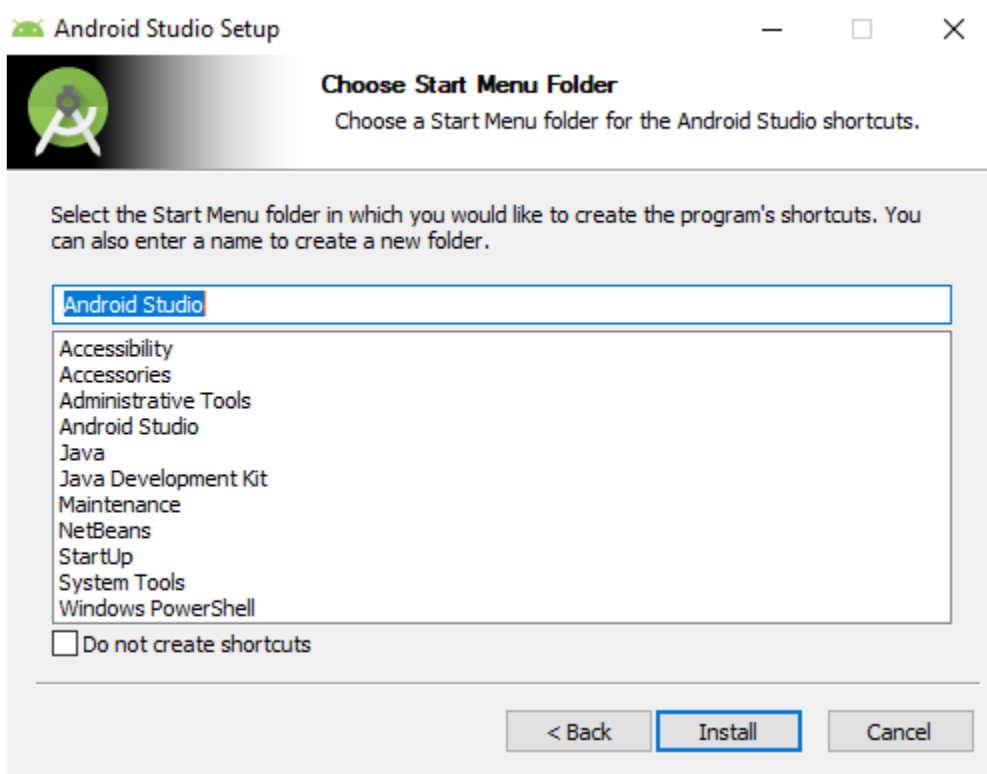 Android Studio Setup
Choose Start Menu Folder
Choose a Start Menu folder for the Android Studio shortcuts.
Select the Start Menu folder in which you would like to create the program's shortcuts. You
can also enter a name to create a new folder.
Android Studio
Accessibility
Accessories
Administrative Tools
Android Studio
Java
Java Development Kit
Maintenance
NetBeans
StartUp
System Tools
Windows PowerShell
Do not create shortcuts
< Back Install Cancel